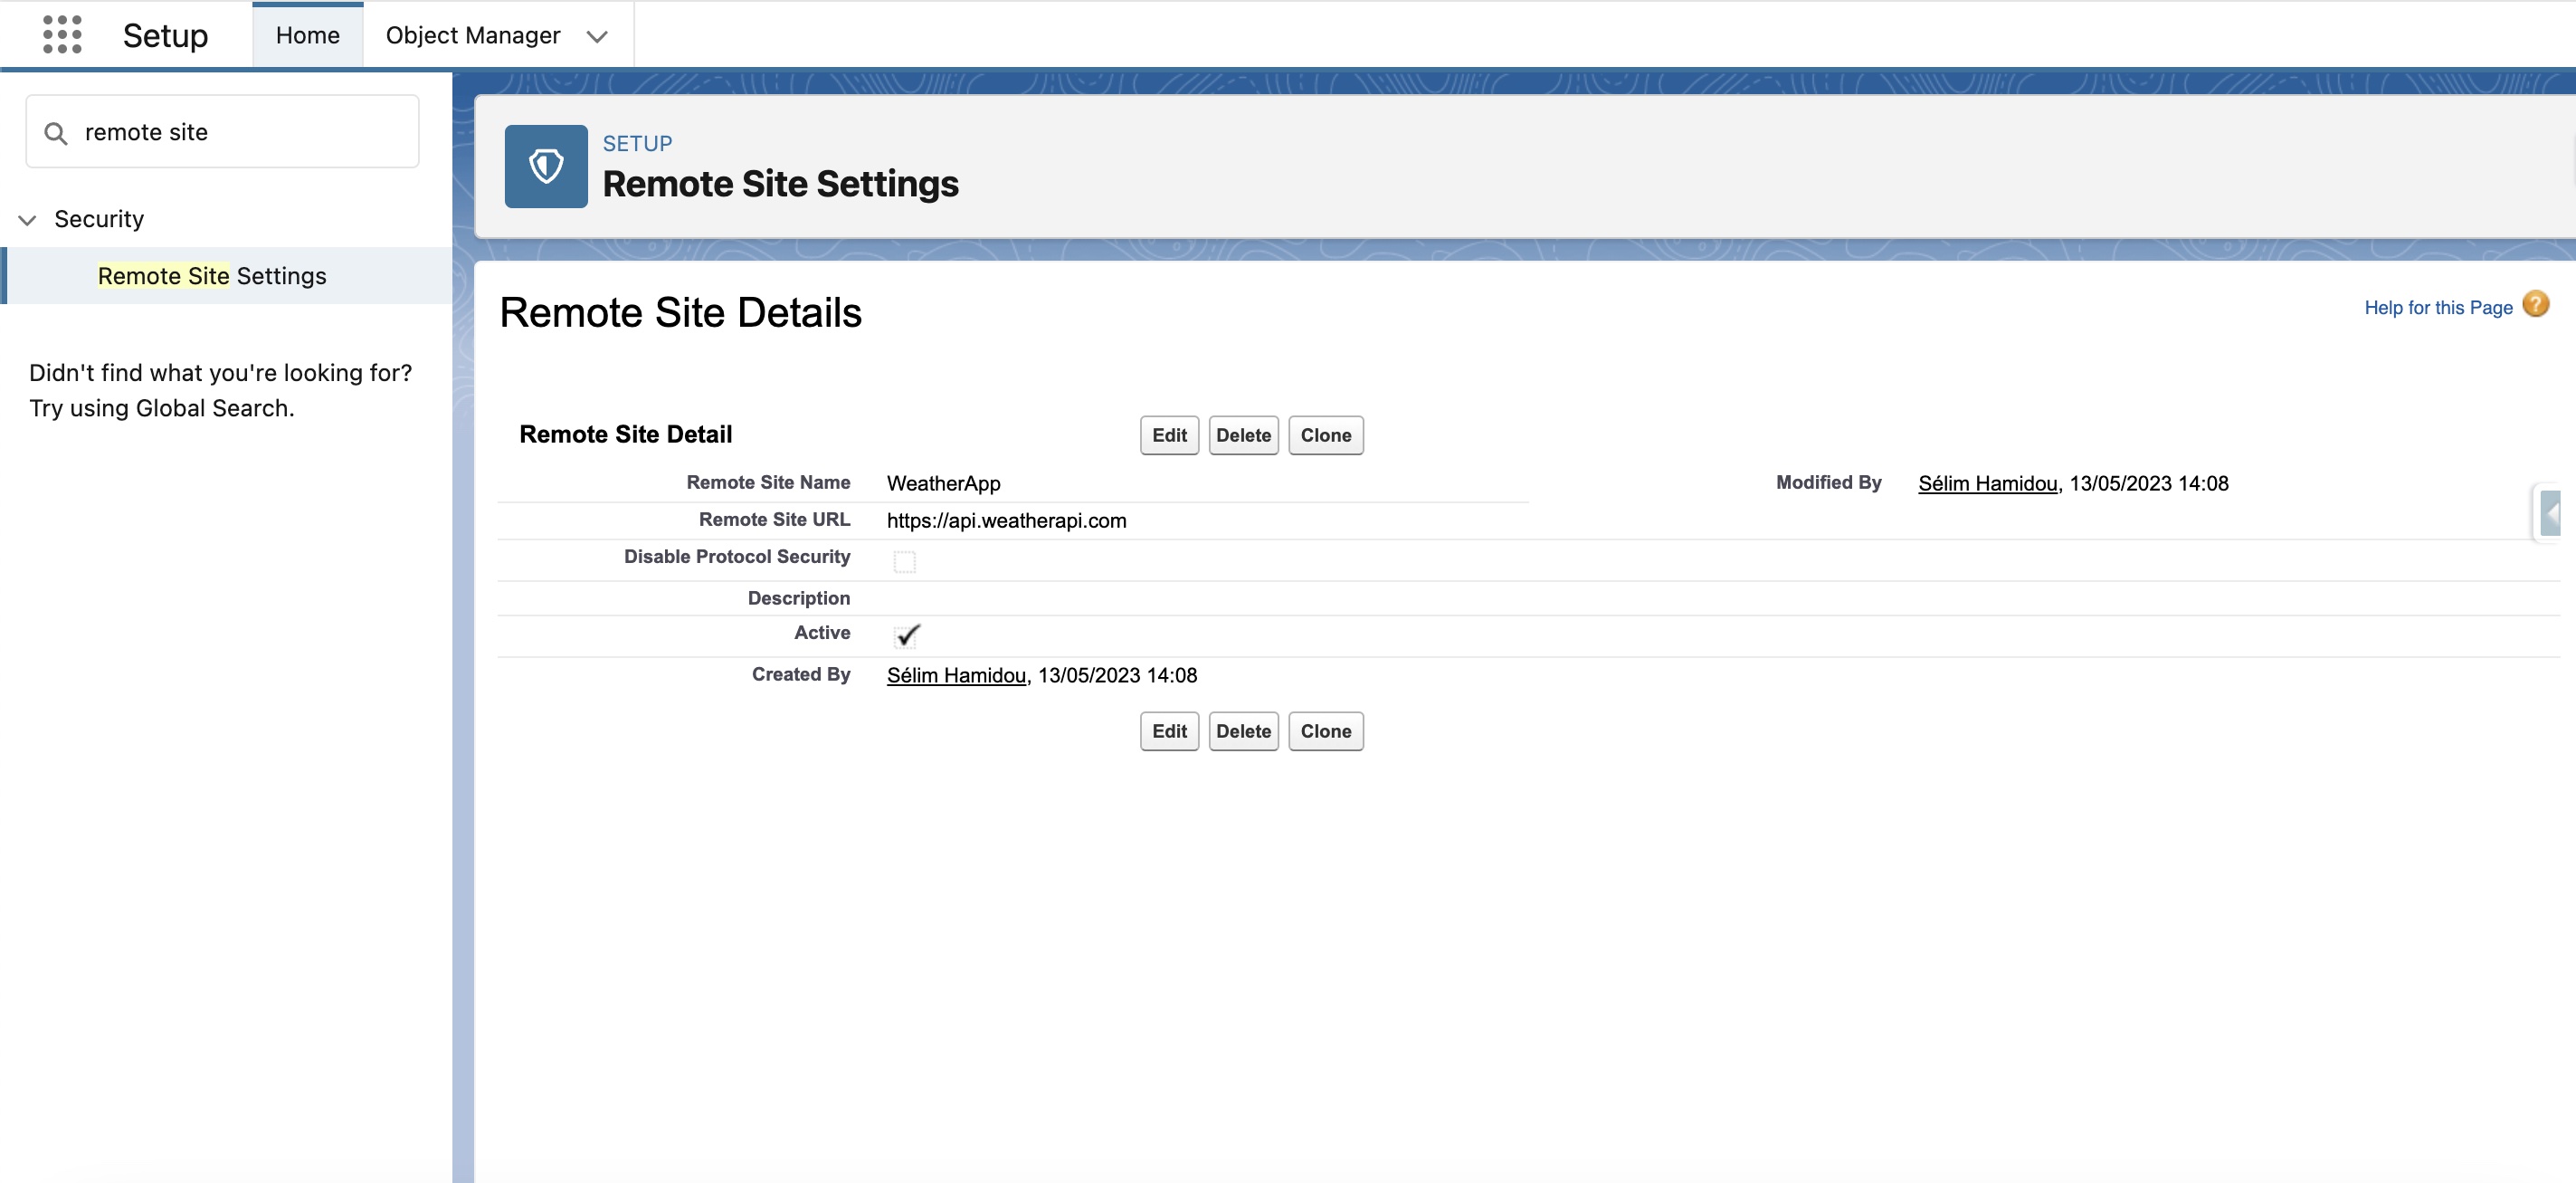 Setup
Home
Object Manager
remote site
Security
Remote Site Settings
Didn't find what you're looking for?
Try using Global Search.
SETUP
Remote Site Settings
Remote Site Details
Help for this Page ?
Remote Site Detail
Edit Delete Clone
Remote Site Name WeatherApp
Modified By Sélim Hamidou, 13/05/2023 14:08
Remote Site URL https://api.weatherapi.com
Disable Protocol Security
Description
Active
Created By Sélim Hamidou, 13/05/2023 14:08
Edit Delete Clone